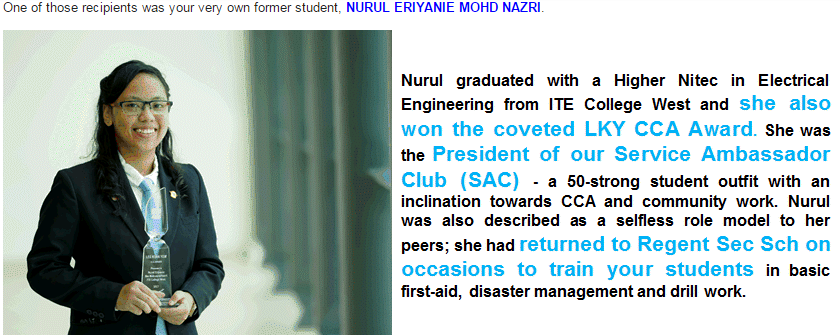 One of those recipients was your very own former student, NURUL ERIYANIE MOHD NAZRI.
Nurul graduated with a Higher Nitec in Electrical
Engineering from ITE College West and she also
won the coveted LKY CCA Award. She was
the President of our Service Ambassador
Club (SAC) - a 50-strong student outfit with an
inclination towards CCA and community work. Nurul
was also described as a selfless role model to her
peers; she had returned to Regent Sec Sch on
occasions to train your students in basic
first-aid, disaster management and drill work.